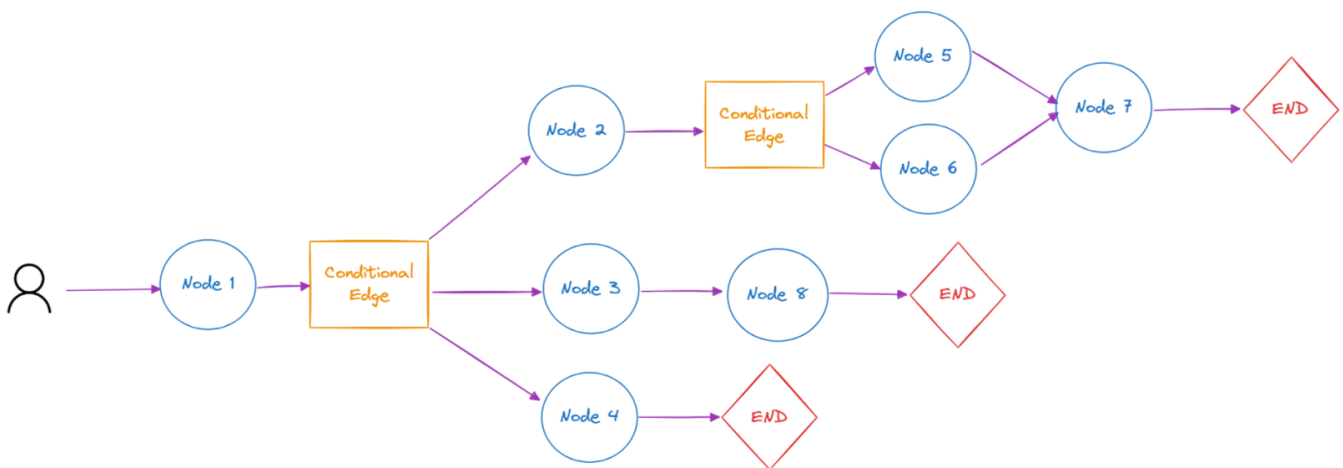 Node 5
Node 2
Conditional
Edge
Node 7
END
Node 6
Node 1
Conditional
Edge
Node 3
Node 8
END
Node 4
END